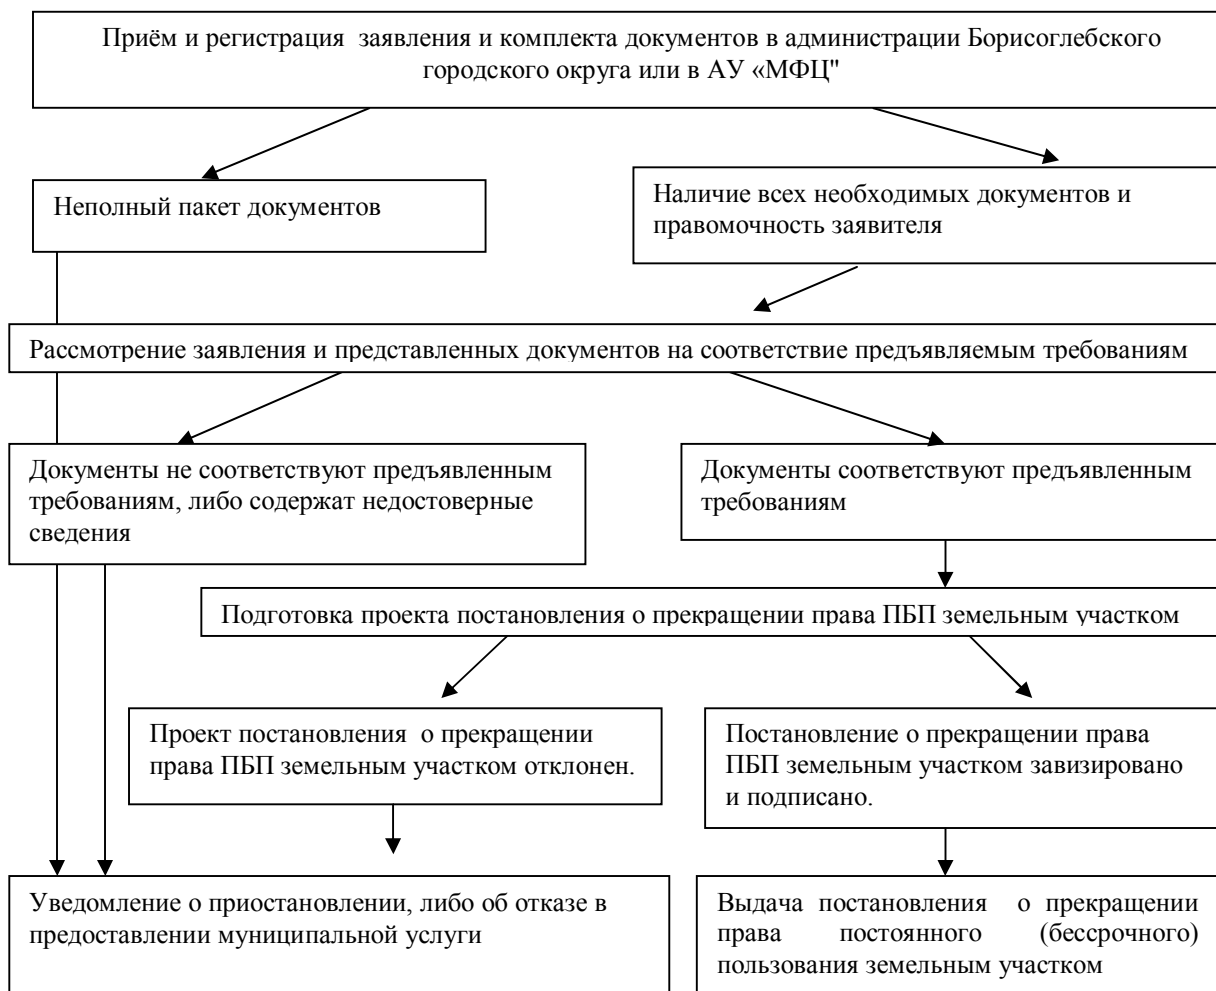 Приём и регистрация  заявления и комплекта документов в администрации Борисоглебского
городского округа или в АУ «МФЦ"
Неполный пакет документов
Наличие всех необходимых документов и
правомочность заявителя
Рассмотрение заявления и представленных документов на соответствие предъявляемым требованиям
Документы не соответствуют предъявленным
требованиям, либо содержат недостоверные
сведения
Документы соответствуют предъявленным
требованиям
Подготовка проекта постановления о прекращении права ПБП земельным участком
Проект постановления  о прекращении
права ПБП земельным участком отклонен.
Постановление о прекращении права
ПБП земельным участком завизировано
и подписано.
Уведомление о приостановлении, либо об отказе в
предоставлении муниципальной услуги
Выдача постановления  о прекращении
права постоянного (бессрочного)
пользования земельным участком